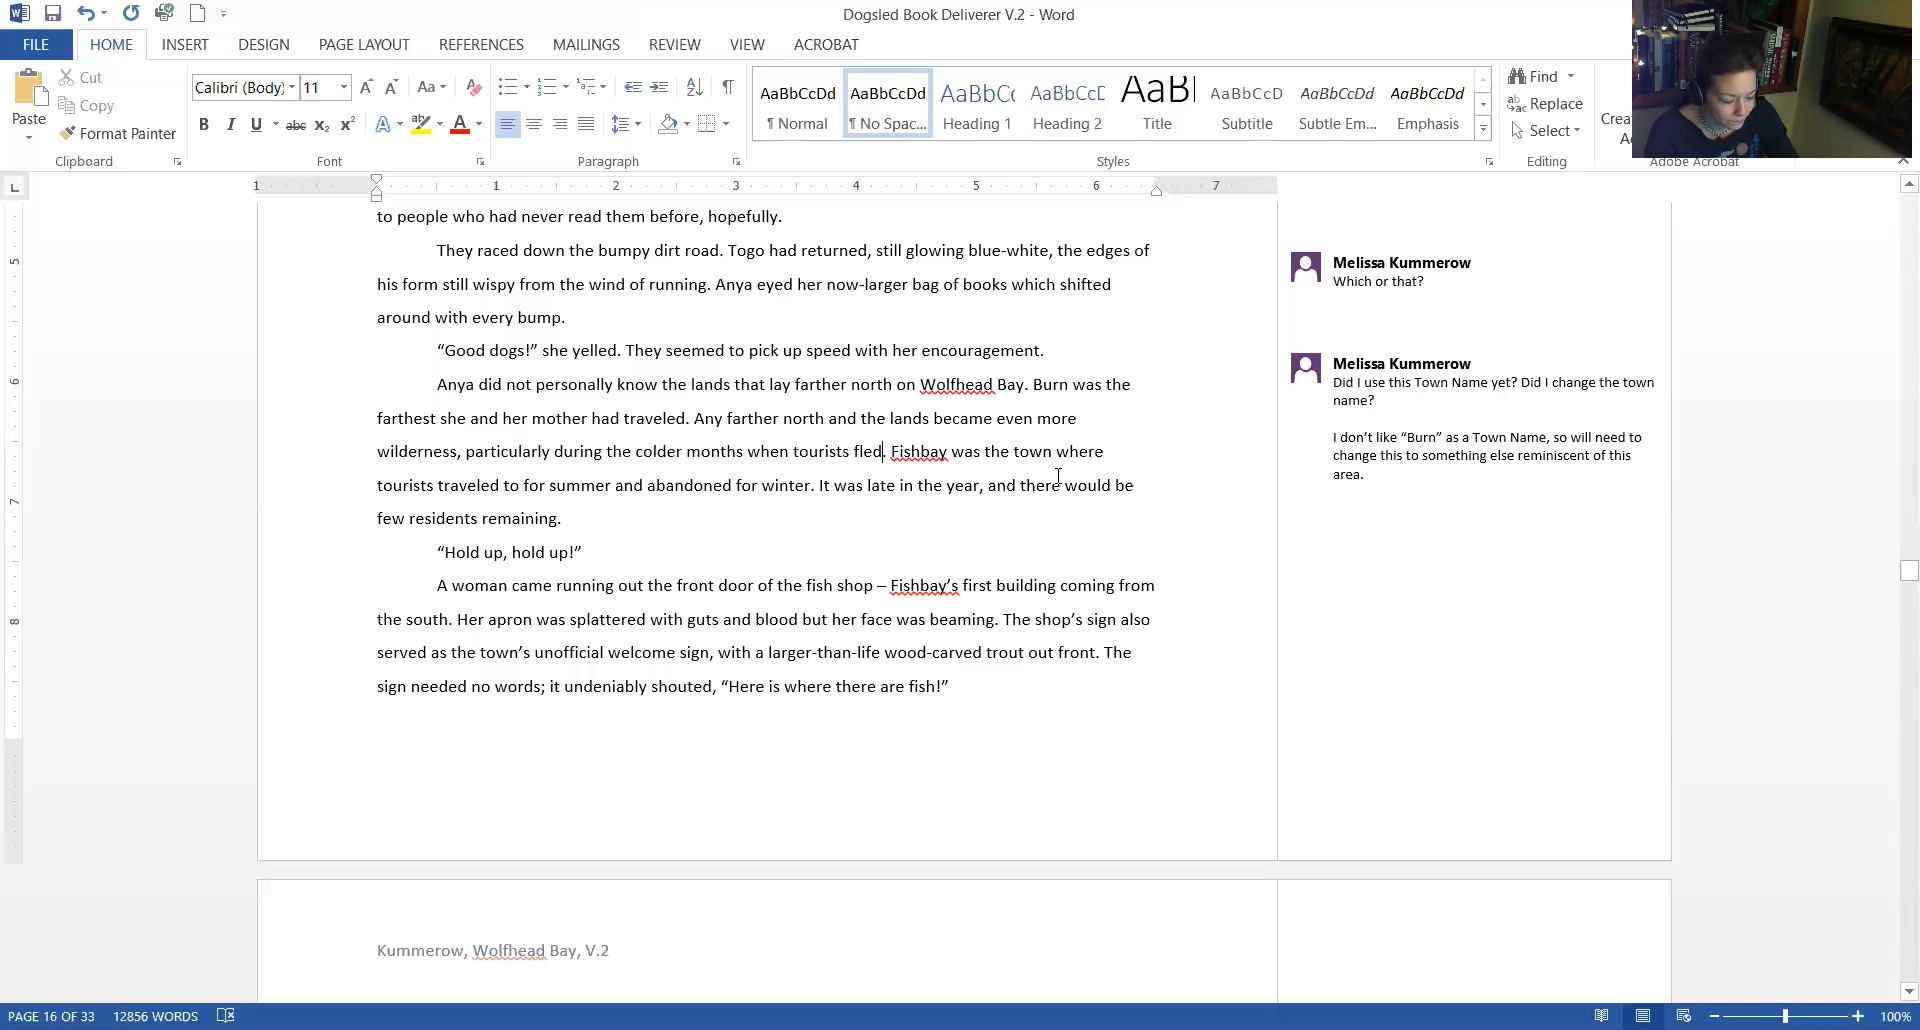 Dogsled Book Deliverer V.2 - Word
FILE HOME INSERT DESIGN PAGE LAYOUT REFERENCES MAILINGS REVIEW VIEW ACROBAT
Paste
Cut
Copy
Format Painter
Clipboard
Calibri (Body) 11
Font
Paragraph
AaBbCcDd AaBbCcDd AaBbCc AaBbCcD AaBb AaBbCcD AaBbCcDd AaBbCcDd
¶ Normal ¶ No Spac... Heading 1 Heading 2 Title Subtitle Subtle Em... Emphasis
Styles
Find
Replace
Select
Editing
Adobe Acrobat
1 1 2 3 4 5 6 7
5
6
7
8
to people who had never read them before, hopefully.
They raced down the bumpy dirt road. Togo had returned, still glowing blue-white, the edges of
his form still wispy from the wind of running. Anya eyed her now-larger bag of books which shifted
around with every bump.
“Good dogs!” she yelled. They seemed to pick up speed with her encouragement.
Anya did not personally know the lands that lay farther north on Wolfhead Bay. Burn was the
farthest she and her mother had traveled. Any farther north and the lands became even more
wilderness, particularly during the colder months when tourists fled. Fishbay was the town where
tourists traveled to for summer and abandoned for winter. It was late in the year, and there would be
few residents remaining.
“Hold up, hold up!”
A woman came running out the front door of the fish shop – Fishbay’s first building coming from
the south. Her apron was splattered with guts and blood but her face was beaming. The shop’s sign also
served as the town’s unofficial welcome sign, with a larger-than-life wood-carved trout out front. The
sign needed no words; it undeniably shouted, “Here is where there are fish!”
Melissa Kummerow
Which or that?
Melissa Kummerow
Did I use this Town Name yet? Did I change the town
name?
I don’t like “Burn” as a Town Name, so will need to
change this to something else reminiscent of this
area.
Kummerow, Wolfhead Bay, V.2
PAGE 16 OF 33 12856 WORDS 100%